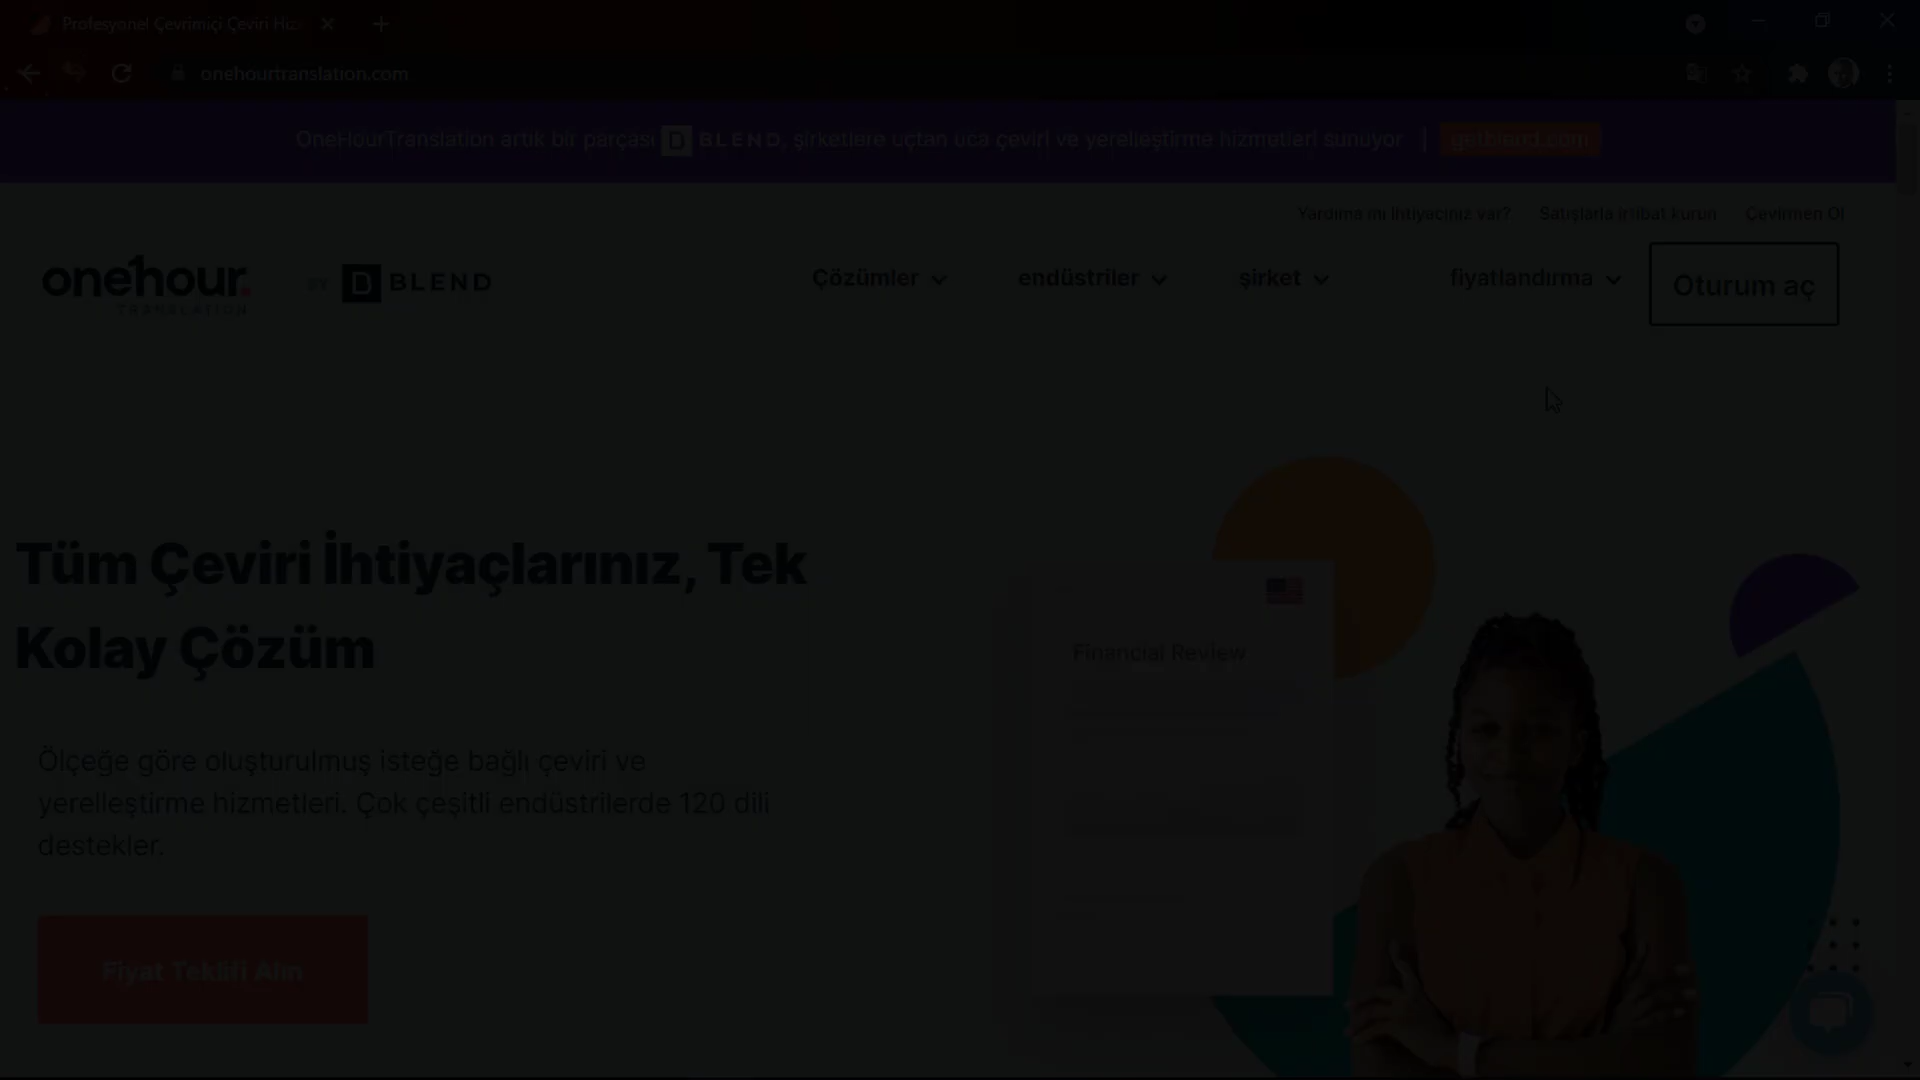 Profesyonel Çevrimiçi Çeviri Hiz
onehourtranslation.com
OneHourTranslation artık bir parçası D BLEND, şirketlere uçtan uca çeviri ve yerelleştirme hizmetleri sunuyor | getblend.com
Yardıma mı ihtiyacınız var? Satışlarla irtibat kurun Çevirmen Ol
onehour. BY D BLEND Çözümler endüstriler şirket fiyatlandırma Oturum aç
TRANSLATION
Tüm Çeviri İhtiyaçlarınız, Tek
Kolay Çözüm
Financial Review
Ölçeğe göre oluşturulmuş isteğe bağlı çeviri ve
yerelleştirme hizmetleri. Çok çeşitli endüstrilerde 120 dili
destekler.
Fiyat Teklifi Alın